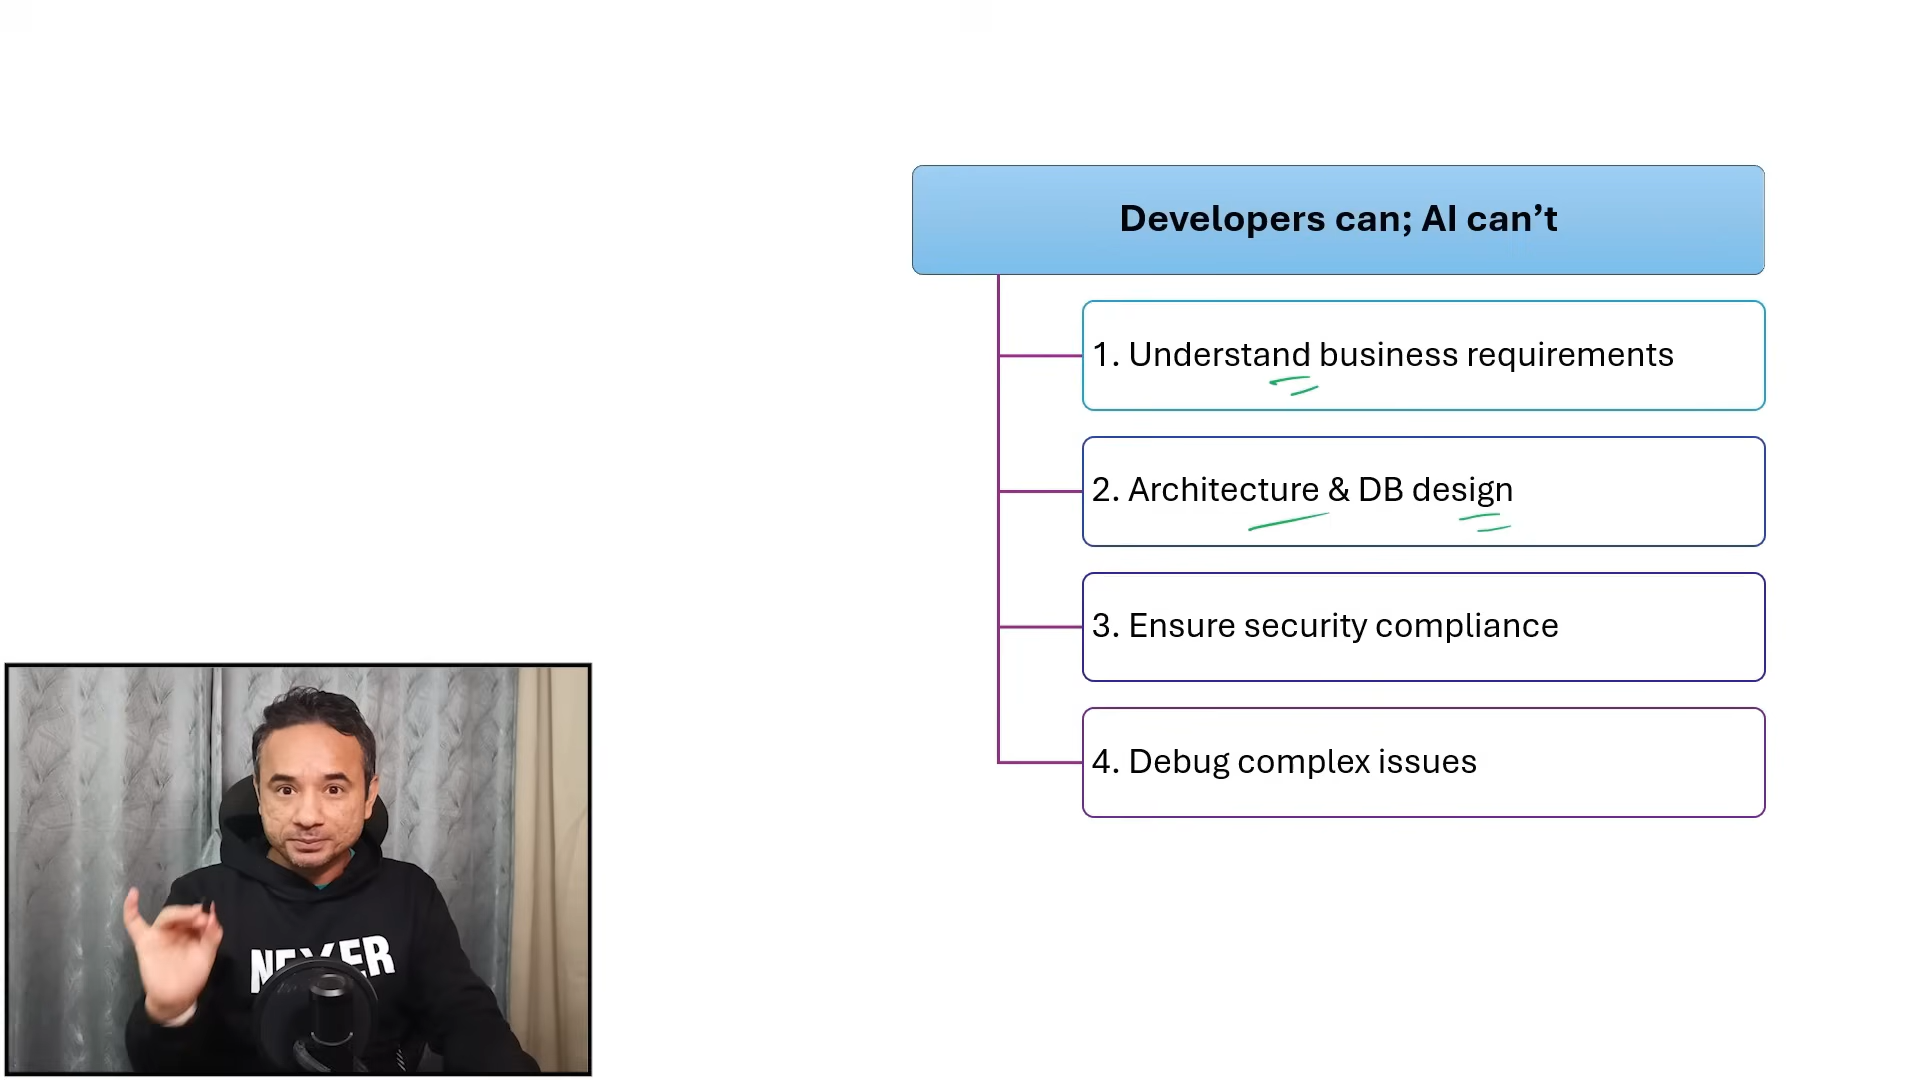 Developers can; AI can’t
1. Understand business requirements
2. Architecture & DB design
3. Ensure security compliance
4. Debug complex issues